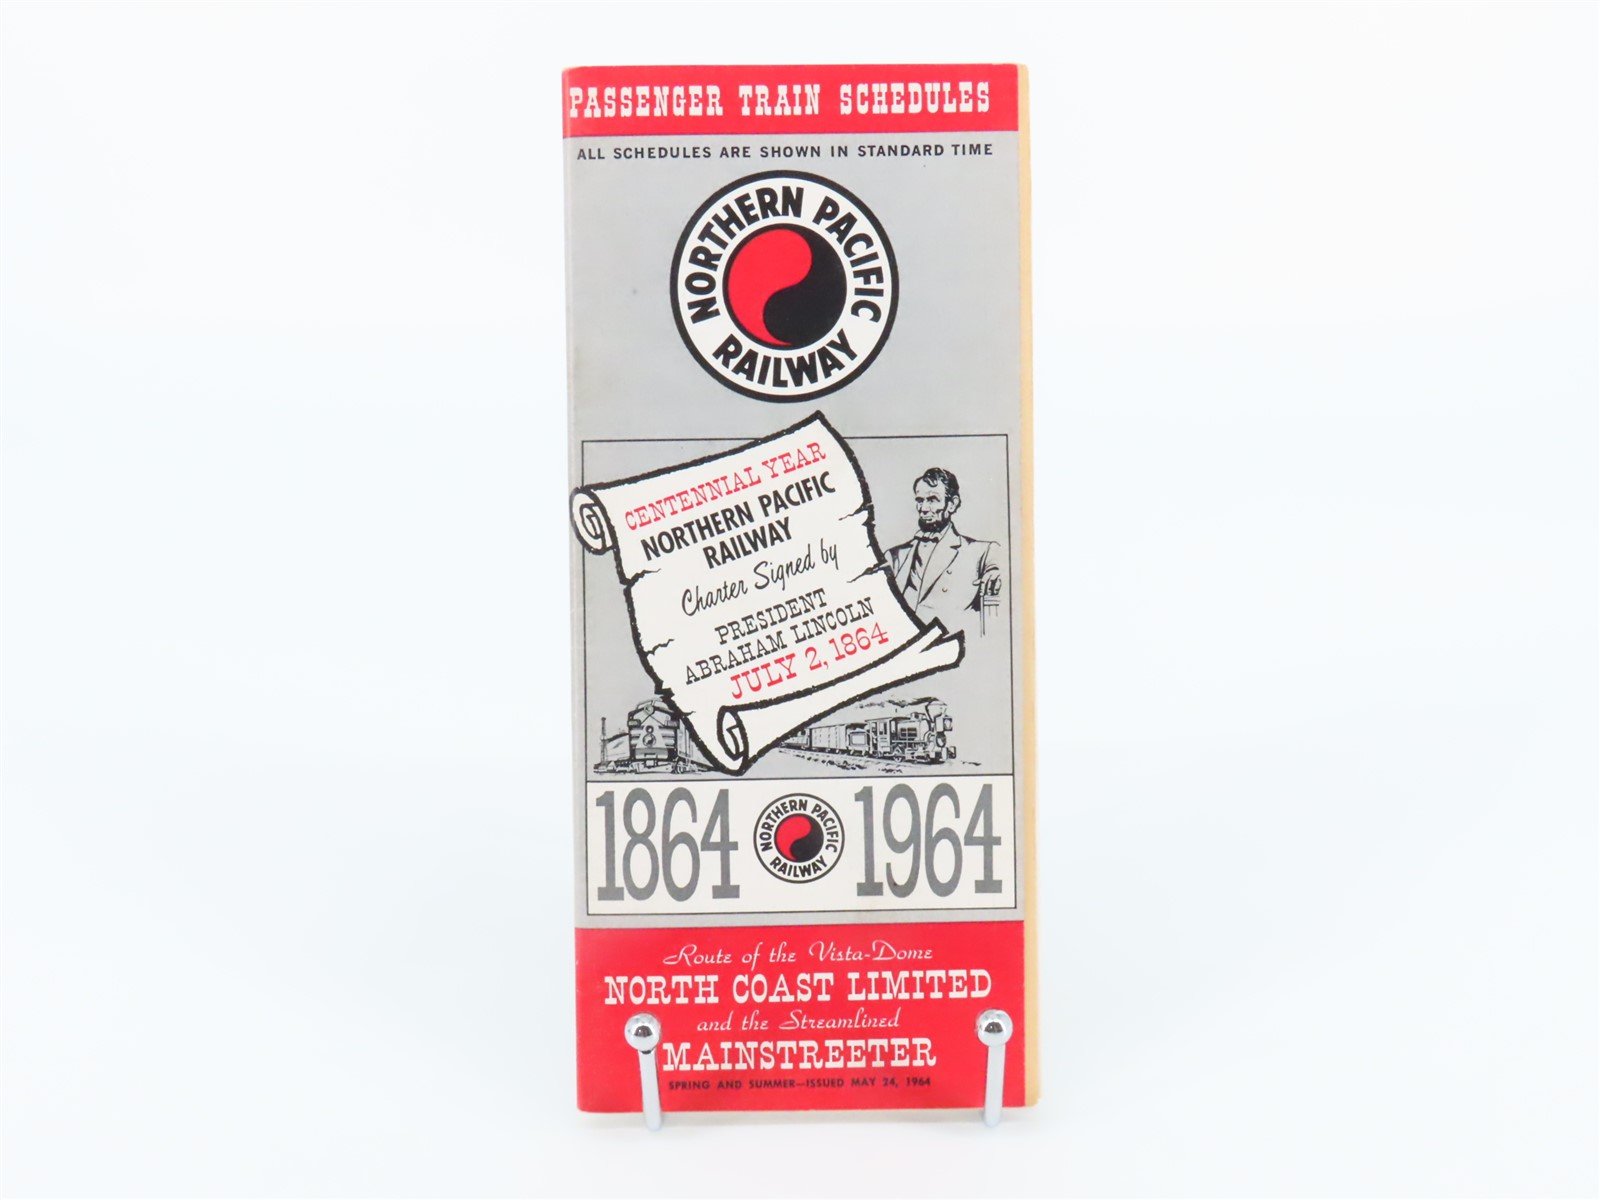 PASSENGER TRAIN SCHEDULES
ALL SCHEDULES ARE SHOWN IN STANDARD TIME
NORTHERN PACIFIC
RAILWAY
CENTENNIAL YEAR
NORTHERN PACIFIC
RAILWAY
Charter Signed by
PRESIDENT
ABRAHAM LINCOLN
JULY 2, 1864
1864
NORTHERN PACIFIC
RAILWAY
1964
Route of the Vista-Dome
NORTH COAST LIMITED
and the Streamlined
MAINSTREETER
SPRING AND SUMMER—ISSUED MAY 24, 1964